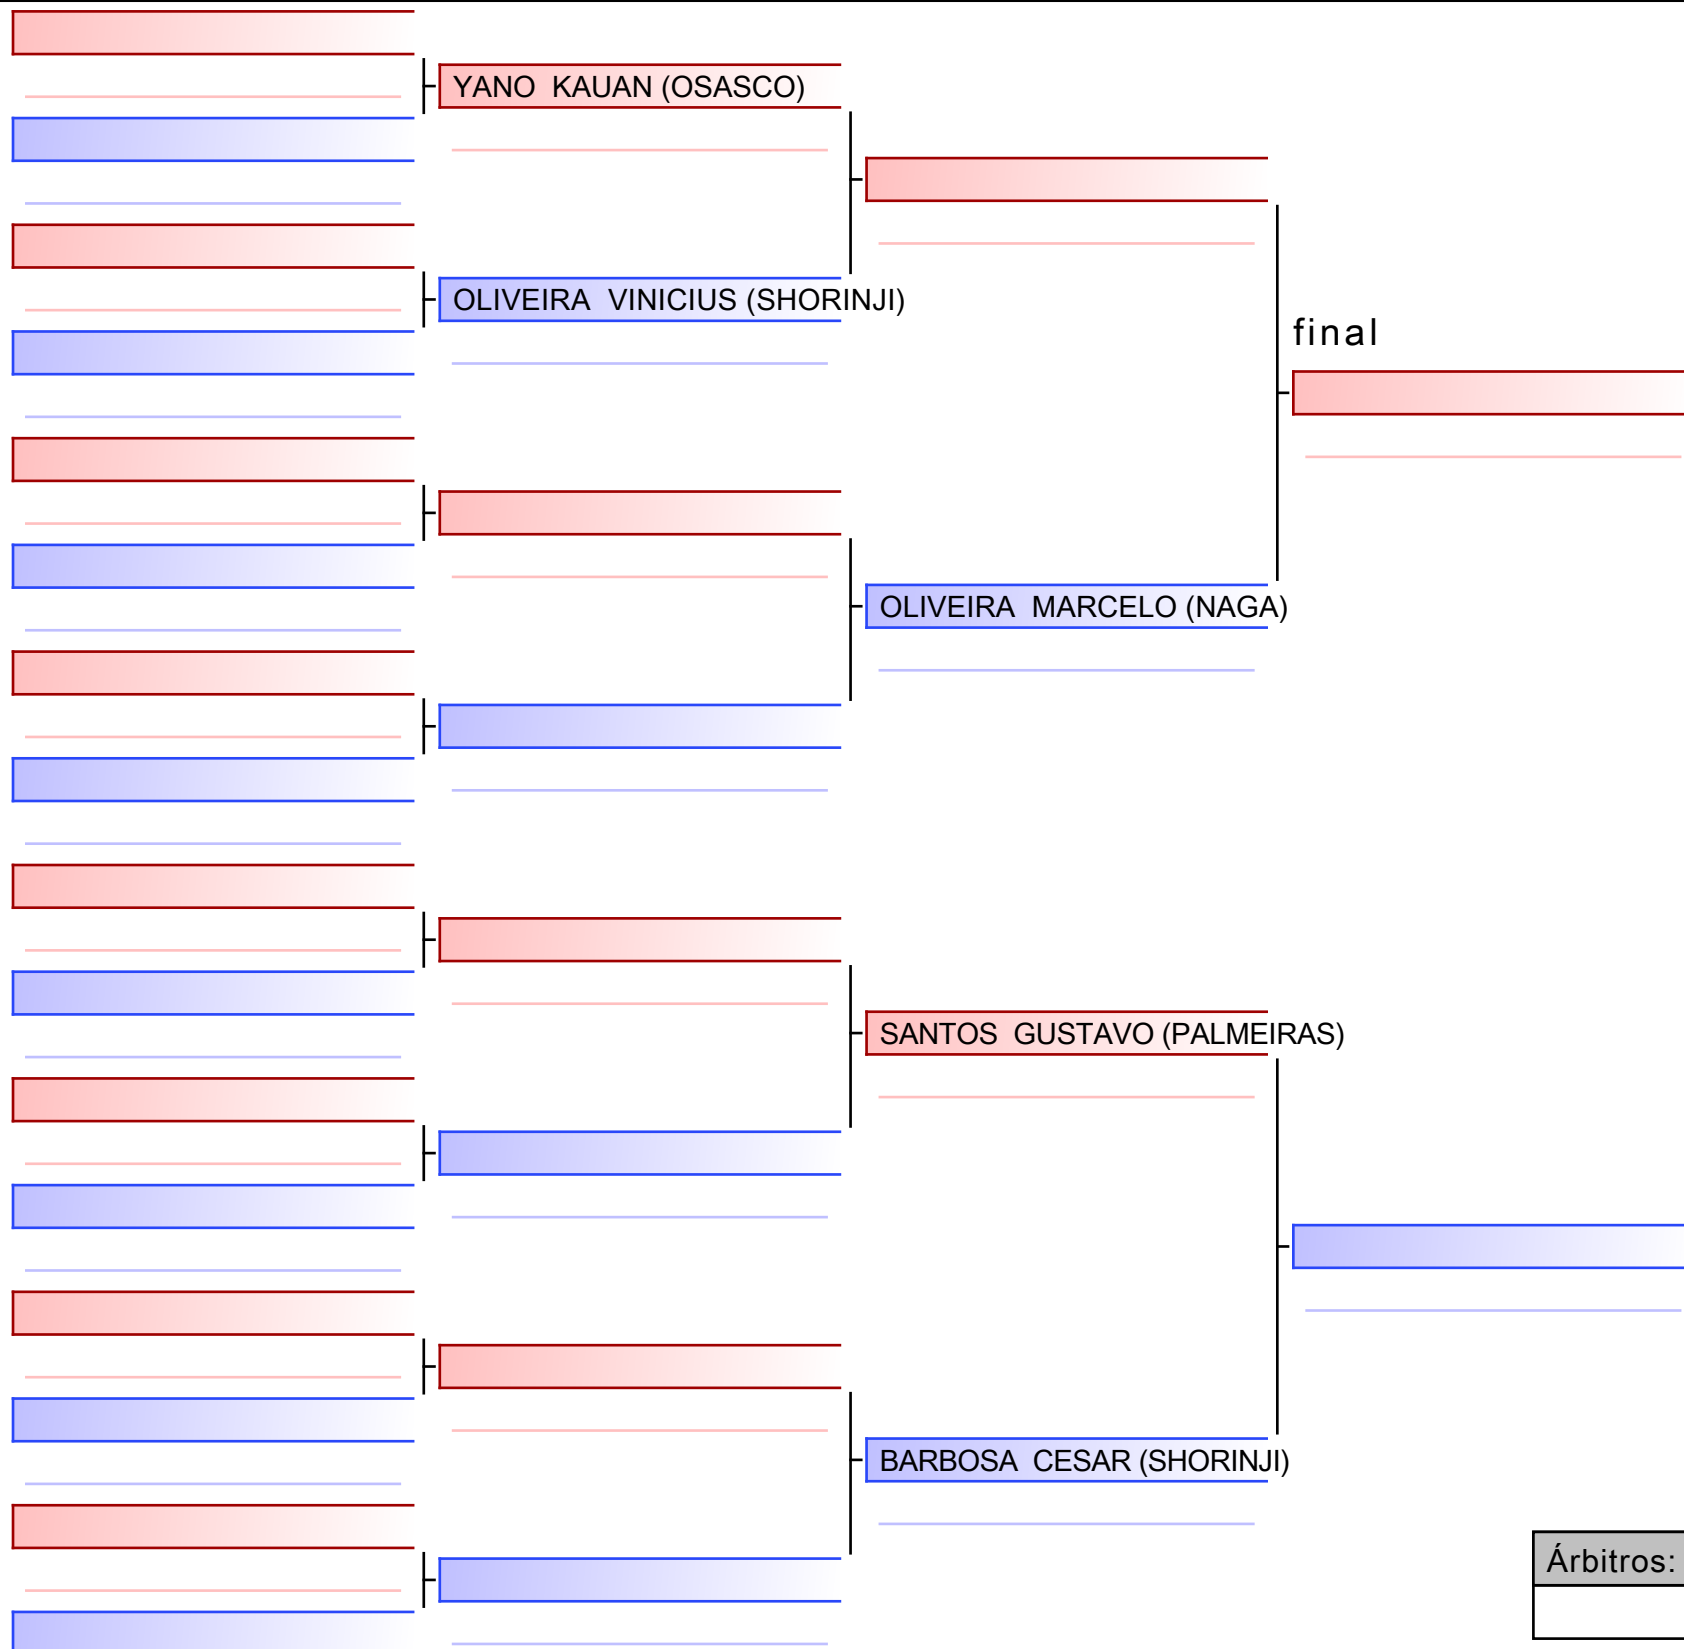 YANO  KAUAN (OSASCO)
OLIVEIRA  VINICIUS (SHORINJI)
final
OLIVEIRA  MARCELO (NAGA)
SANTOS  GUSTAVO (PALMEIRAS)
BARBOSA  CESAR (SHORINJI)
Árbitros: